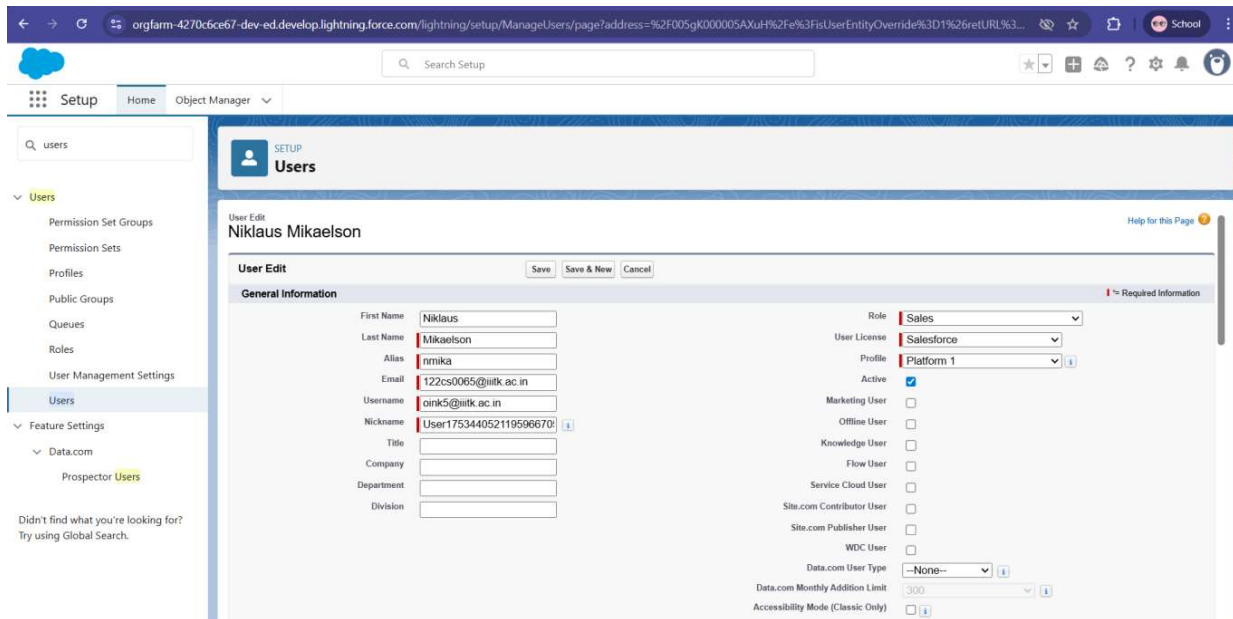 orgfarm-4270c6ce67-dev-ed.develop.lightning.force.com/lightning/setup/ManageUsers/page?address=%2F005gK000005AXuH%2Fe%3FisUserEntityOverride%3D1%26retURL%3...
School
Search Setup
Setup
Home
Object Manager
users
Users
Permission Set Groups
Permission Sets
Profiles
Public Groups
Queues
Roles
User Management Settings
Users
Feature Settings
Data.com
Prospector Users
Didn't find what you're looking for?
Try using Global Search.
SETUP
Users
User Edit
Niklaus Mikaelson
Help for this Page
User Edit
Save
Save & New
Cancel
General Information
= Required Information
First Name Niklaus
Last Name Mikaelson
Alias nmika
Email 122cs0065@iiitk.ac.in
Username oink5@iiitk.ac.in
Nickname User175344052119596670
Title
Company
Department
Division
Role Sales
User License Salesforce
Profile Platform 1
Active
Marketing User
Offline User
Knowledge User
Flow User
Service Cloud User
Site.com Contributor User
Site.com Publisher User
WDC User
Data.com User Type --None--
Data.com Monthly Addition Limit 300
Accessibility Mode (Classic Only)